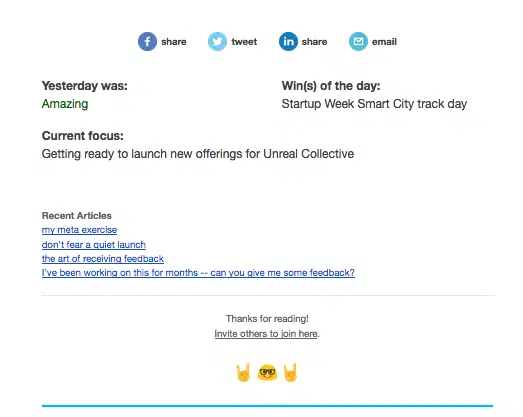 share tweet share email
Yesterday was:
Amazing
Win(s) of the day:
Startup Week Smart City track day
Current focus:
Getting ready to launch new offerings for Unreal Collective
Recent Articles
my meta exercise
don't fear a quiet launch
the art of receiving feedback
I've been working on this for months -- can you give me some feedback?
Thanks for reading!
Invite others to join here.